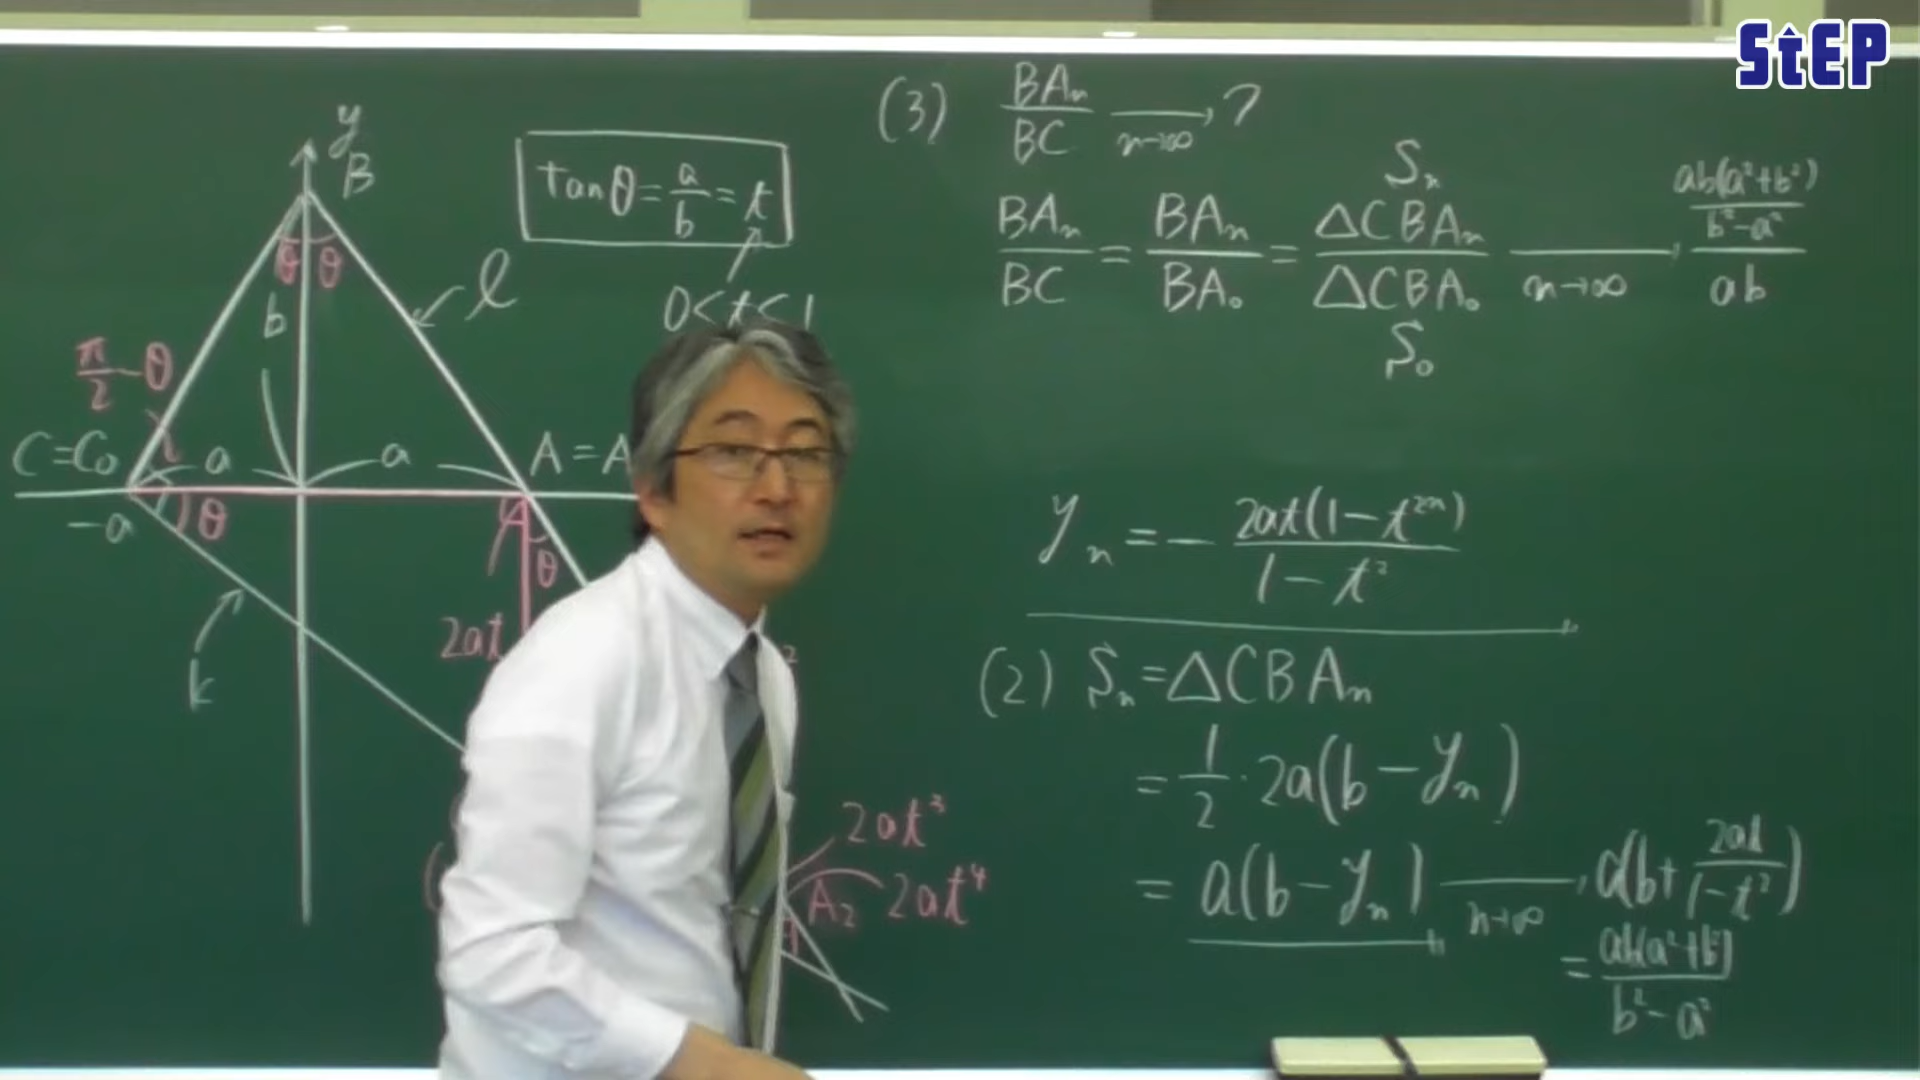 StEP
y
B
tanθ = a/b = t
0 < t < 1
θ θ
b
l
π/2 - θ
C = C₀
a
a
A = A
-a
θ
θ
2at
k
2
2at³
A₂
2at⁴
(3) BAₙ/BC →(n→∞) ?
BAₙ/BC = BAₙ/BA₀ = △CBAₙ/△CBA₀ →(n→∞) (ab(a²+b²)/(b²-a²))/ab
Sₙ
S₀
yₙ = - 2at(1-t²ⁿ)/(1-t²)
(2) Sₙ = △CBAₙ
= 1/2 · 2a(b - yₙ)
= a(b - yₙ) →(n→∞) a(b + 2at/(1-t²))
= ab(a²+b²)/(b²-a²)